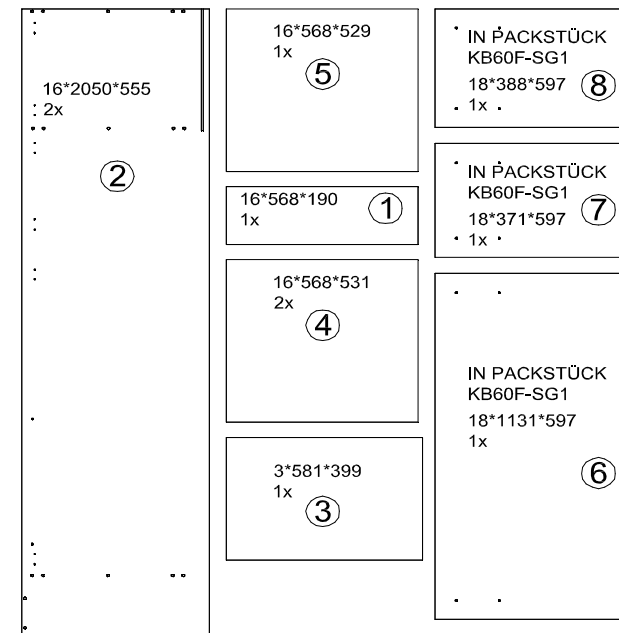 16*2050*555
2x
2
16*568*529
1x
5
16*568*190
1x
1
16*568*531
2x
4
3*581*399
1x
3
IN PACKSTÜCK
KB60F-SG1
18*388*597
1x
8
IN PACKSTÜCK
KB60F-SG1
18*371*597
1x
7
IN PACKSTÜCK
KB60F-SG1
18*1131*597
1x
6